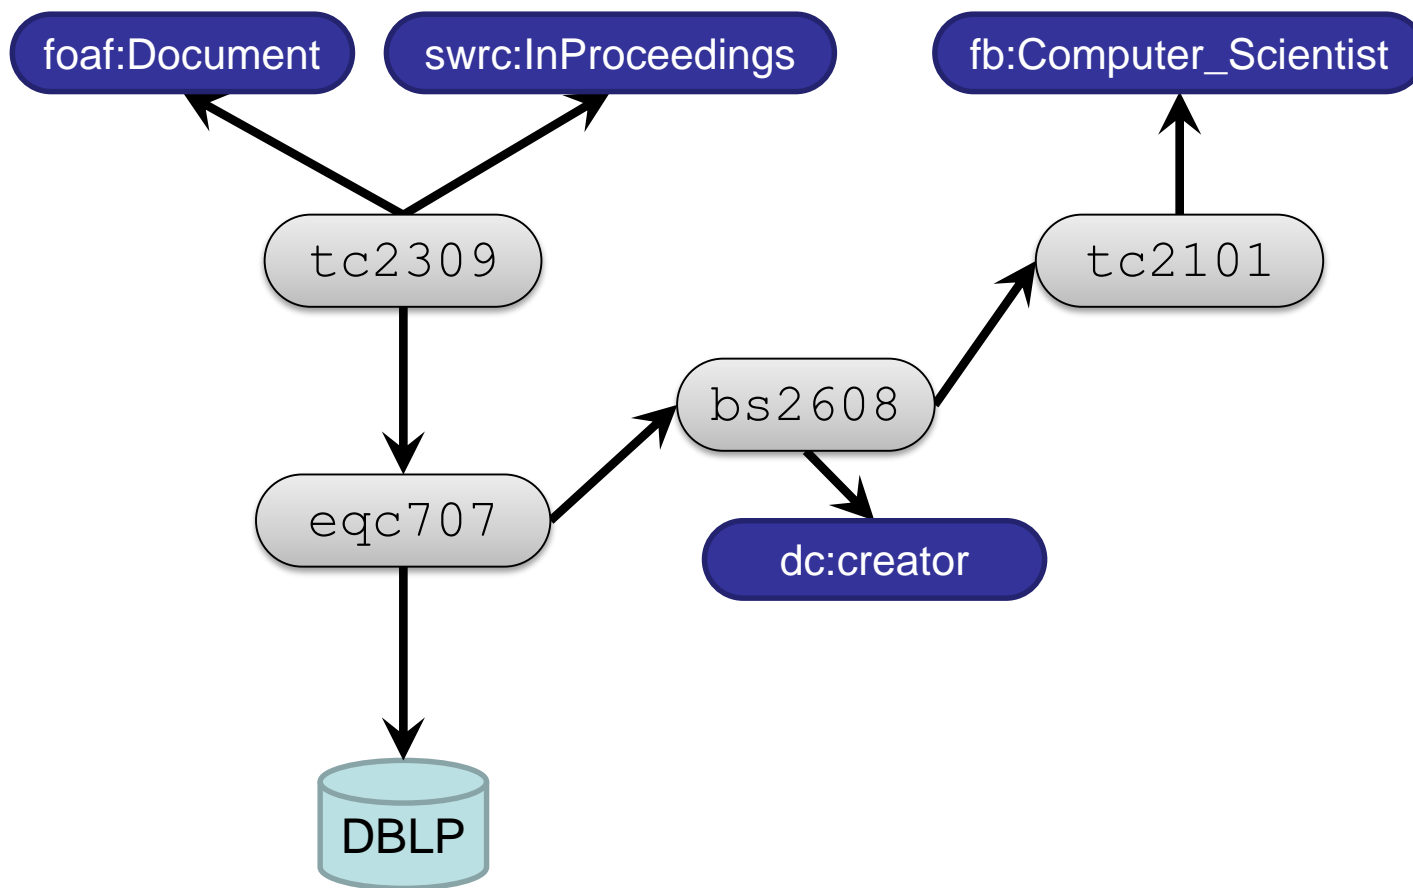 foaf:Document
swrc:InProceedings
fb:Computer_Scientist
tc2309
tc2101
bs2608
eqc707
dc:creator
DBLP